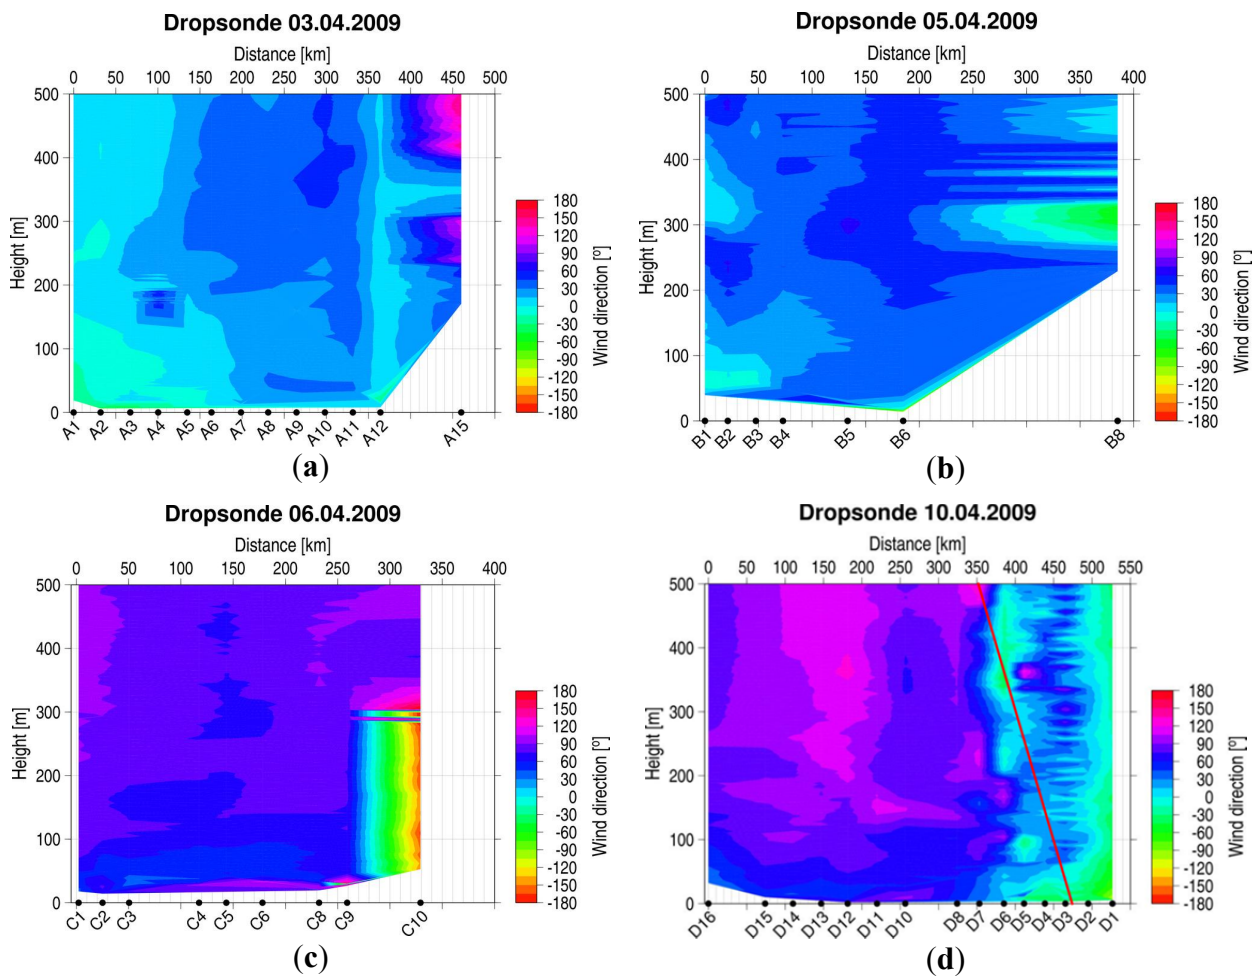 Dropsonde 03.04.2009
Distance [km]
0 50 100 150 200 250 300 350 400 450 500
500
400
300
200
100
0
Height [m]
A1 A2 A3 A4 A5 A6 A7 A8 A9 A10 A11 A12 A15
180
150
120
90
60
30
0
-30
-60
-90
-120
-150
-180
Wind direction [º]
(a)
Dropsonde 05.04.2009
Distance [km]
0 50 100 150 200 250 300 350 400
500
400
300
200
100
0
Height [m]
B1 B2 B3 B4 B5 B6 B8
180
150
120
90
60
30
0
-30
-60
-90
-120
-150
-180
Wind direction [º]
(b)
Dropsonde 06.04.2009
Distance [km]
0 50 100 150 200 250 300 350 400
500
400
300
200
100
0
Height [m]
C1 C2 C3 C4 C5 C6 C8 C9 C10
180
150
120
90
60
30
0
-30
-60
-90
-120
-150
-180
Wind direction [º]
(c)
Dropsonde 10.04.2009
Distance [km]
0 50 100 150 200 250 300 350 400 450 500 550
500
400
300
200
100
0
Height [m]
D16 D15 D14 D13 D12 D11 D10 D8 D7 D6 D5 D4 D3 D2 D1
180
150
120
90
60
30
0
-30
-60
-90
-120
-150
-180
Wind direction [º]
(d)